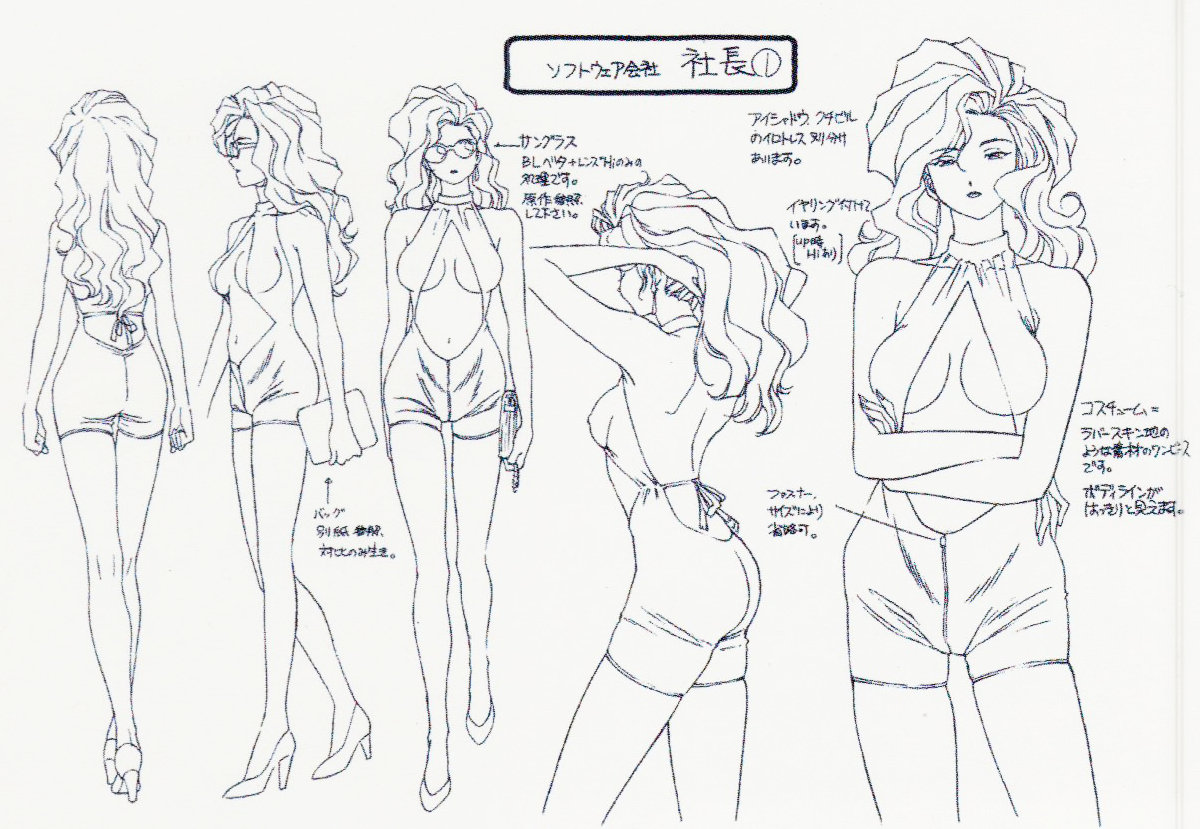 ソフトウェア会社 社長①
サングラス
BLベタ+レンズHiのみの
処理です。
原作参照
して下さい。
アイシャドウ、クチビル
のイロトレス別分け
あります。
イヤリング付けて
います。
[up時
Hiあり]
バッグ
別紙参照、
対比のみ生き。
ファスナー、
サイズにより
省略可。
コスチューム=
ラバースキン地の
ような素材のワンピース
です。
ボディラインが
はっきりと見えます。